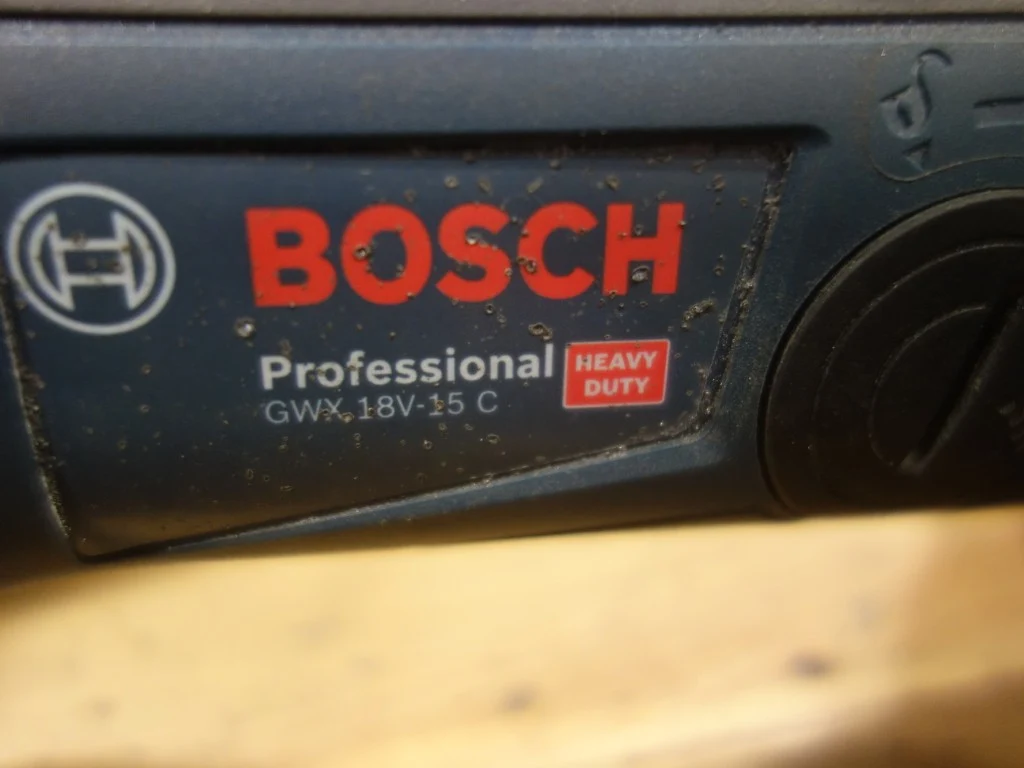 BOSCH
Professional
HEAVY
DUTY
GWX 18V-15 C